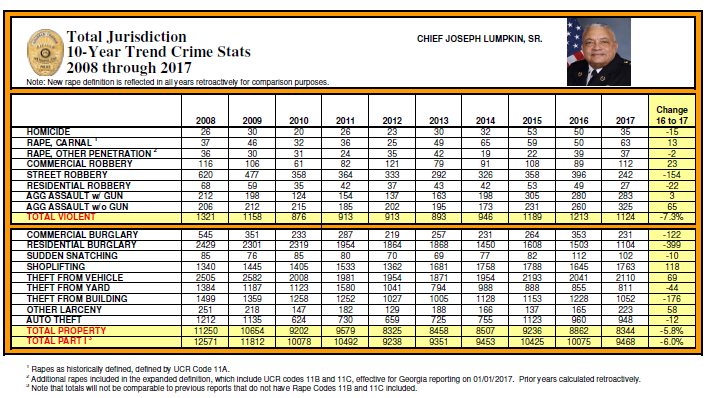 Total Jurisdiction
10-Year Trend Crime Stats
2008 through 2017
CHIEF JOSEPH LUMPKIN, SR.
Note: New rape definition is reflected in all years retroactively for comparison purposes.
2008 2009 2010 2011 2012 2013 2014 2015 2016 2017 Change 16 to 17
HOMICIDE 26 30 20 26 23 30 32 53 50 35 -15
RAPE, CARNAL 1 37 46 32 36 25 49 65 59 50 63 13
RAPE, OTHER PENETRATION 2 36 30 31 24 35 42 19 22 39 37 -2
COMMERCIAL ROBBERY 116 106 61 82 121 79 91 108 89 112 23
STREET ROBBERY 620 477 358 364 333 292 326 358 396 242 -154
RESIDENTIAL ROBBERY 68 59 35 42 37 43 42 53 49 27 -22
AGG ASSAULT w/ GUN 212 198 124 154 137 163 198 305 280 283 3
AGG ASSAULT w/o GUN 206 212 215 185 202 195 173 231 260 325 65
TOTAL VIOLENT 1321 1158 876 913 913 893 946 1189 1213 1124 -7.3%
COMMERCIAL BURGLARY 545 351 233 287 219 257 231 264 353 231 -122
RESIDENTIAL BURGLARY 2429 2301 2319 1954 1864 1868 1450 1608 1503 1104 -399
SUDDEN SNATCHING 85 76 85 80 70 69 77 82 112 102 -10
SHOPLIFTING 1340 1445 1405 1533 1362 1681 1758 1788 1645 1763 118
THEFT FROM VEHICLE 2505 2582 2008 1981 1954 1871 1954 2193 2041 2110 69
THEFT FROM YARD 1384 1187 1123 1580 1041 794 988 888 855 811 -44
THEFT FROM BUILDING 1499 1359 1258 1252 1027 1005 1128 1153 1228 1052 -176
OTHER LARCENY 251 218 147 182 129 188 166 137 165 223 58
AUTO THEFT 1212 1135 624 730 659 725 755 1123 960 948 -12
TOTAL PROPERTY 11250 10654 9202 9579 8325 8458 8507 9236 8862 8344 -5.8%
TOTAL PART I 3 12571 11812 10078 10492 9238 9351 9453 10425 10075 9468 -6.0%
1 Rapes as historically defined, defined by UCR Code 11A.
2 Additional rapes included in the expanded definition, which include UCR codes 11B and 11C, effective for Georgia reporting on 01/01/2017. Prior years calculated retroactively.
3 Note that totals will not be comparable to previous reports that do not have Rape Codes 11B and 11C included.